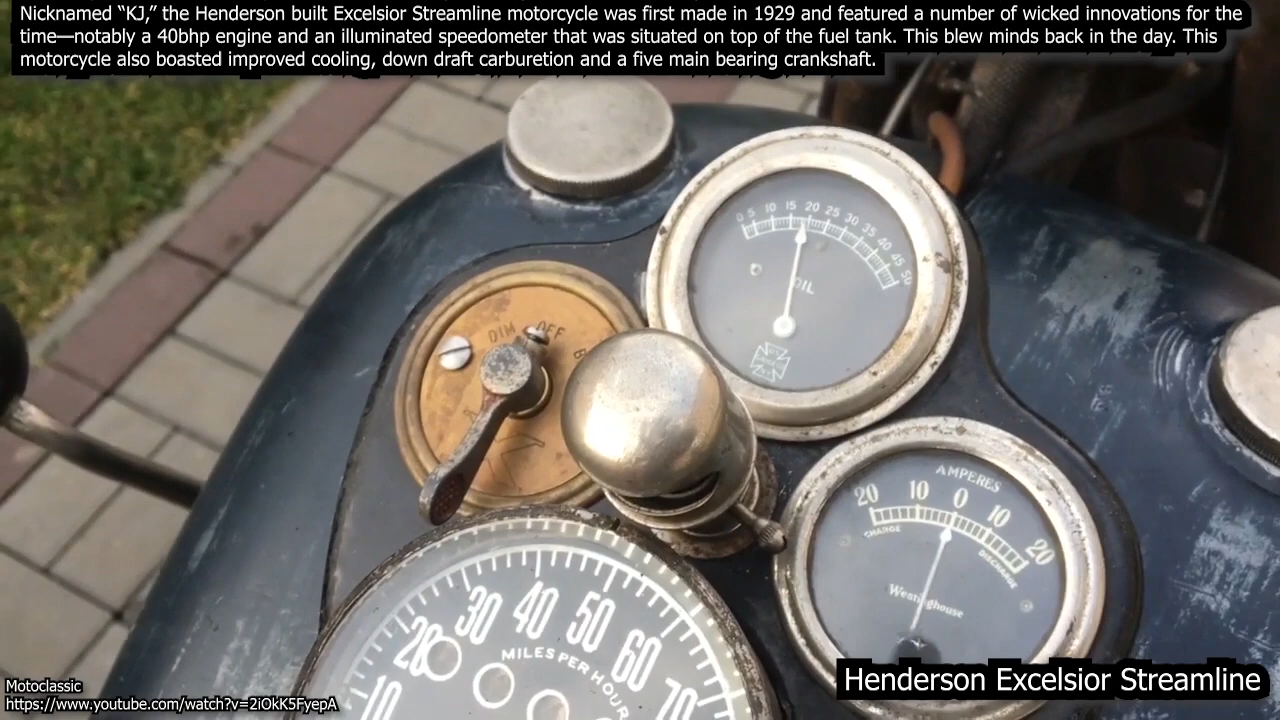 Nicknamed “KJ,” the Henderson built Excelsior Streamline motorcycle was first made in 1929 and featured a number of wicked innovations for the
time—notably a 40bhp engine and an illuminated speedometer that was situated on top of the fuel tank. This blew minds back in the day. This
motorcycle also boasted improved cooling, down draft carburetion and a five main bearing crankshaft.
0 5 10 15 20 25 30 35 40 45 50
OIL
DIM OFF
AMPERES
20 10 0 10 20
CHARGE DISCHARGE
Westinghouse
10 20 30 40 50 60 70
MILES PER HOUR
Henderson Excelsior Streamline
Motoclassic
https://www.youtube.com/watch?v=2iOkK5FyepA